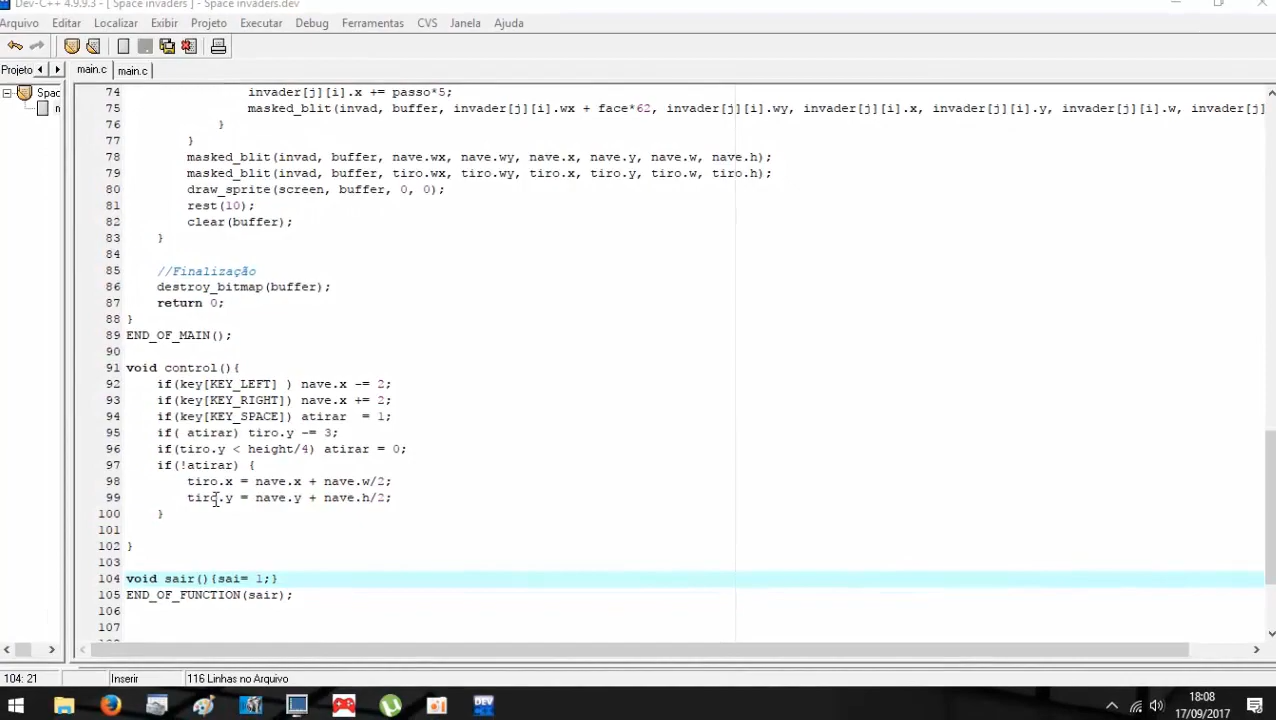 Dev-C++ 4.9.9.3 - [ Space invaders ] - Space invaders.dev
Arquivo Editar Localizar Exibir Projeto Executar Debug Ferramentas CVS Janela Ajuda
Projeto main.c main.c
Spac
74 invader[j][i].x += passo*5;
75 masked_blit(invad, buffer, invader[j][i].wx + face*62, invader[j][i].wy, invader[j][i].x, invader[j][i].y, invader[j][i].w, invader[j]
76 }
77 }
78 masked_blit(invad, buffer, nave.wx, nave.wy, nave.x, nave.y, nave.w, nave.h);
79 masked_blit(invad, buffer, tiro.wx, tiro.wy, tiro.x, tiro.y, tiro.w, tiro.h);
80 draw_sprite(screen, buffer, 0, 0);
81 rest(10);
82 clear(buffer);
83 }
84
85 //Finalização
86 destroy_bitmap(buffer);
87 return 0;
88 }
89 END_OF_MAIN();
90
91 void control(){
92 if(key[KEY_LEFT] ) nave.x -= 2;
93 if(key[KEY_RIGHT]) nave.x += 2;
94 if(key[KEY_SPACE]) atirar = 1;
95 if( atirar) tiro.y -= 3;
96 if(tiro.y < height/4) atirar = 0;
97 if(!atirar) {
98 tiro.x = nave.x + nave.w/2;
99 tiro.y = nave.y + nave.h/2;
100 }
101
102 }
103
104 void sair(){sai= 1;}
105 END_OF_FUNCTION(sair);
106
107
104: 21 Inserir 116 Linhas no Arquivo
DEV
18:08
17/09/2017